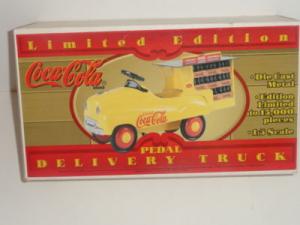 Limited Edition
Coca-Cola
Die Cast
Metal
Edition
Limited
to 15,000
pieces
1:3 Scale
Coca-Cola
PEDAL
DELIVERY TRUCK